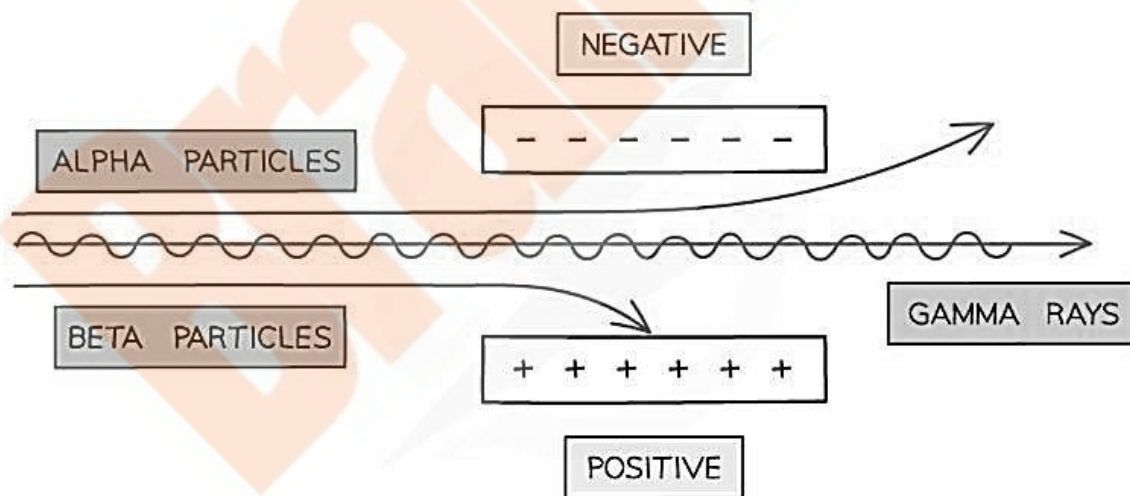 NEGATIVE
- - - - - -
ALPHA PARTICLES
BETA PARTICLES
GAMMA RAYS
+ + + + + +
POSITIVE